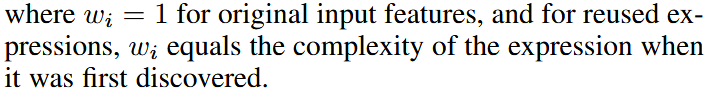 where $w_i = 1$ for original input features, and for reused ex-
pressions, $w_i$ equals the complexity of the expression when
it was first discovered.